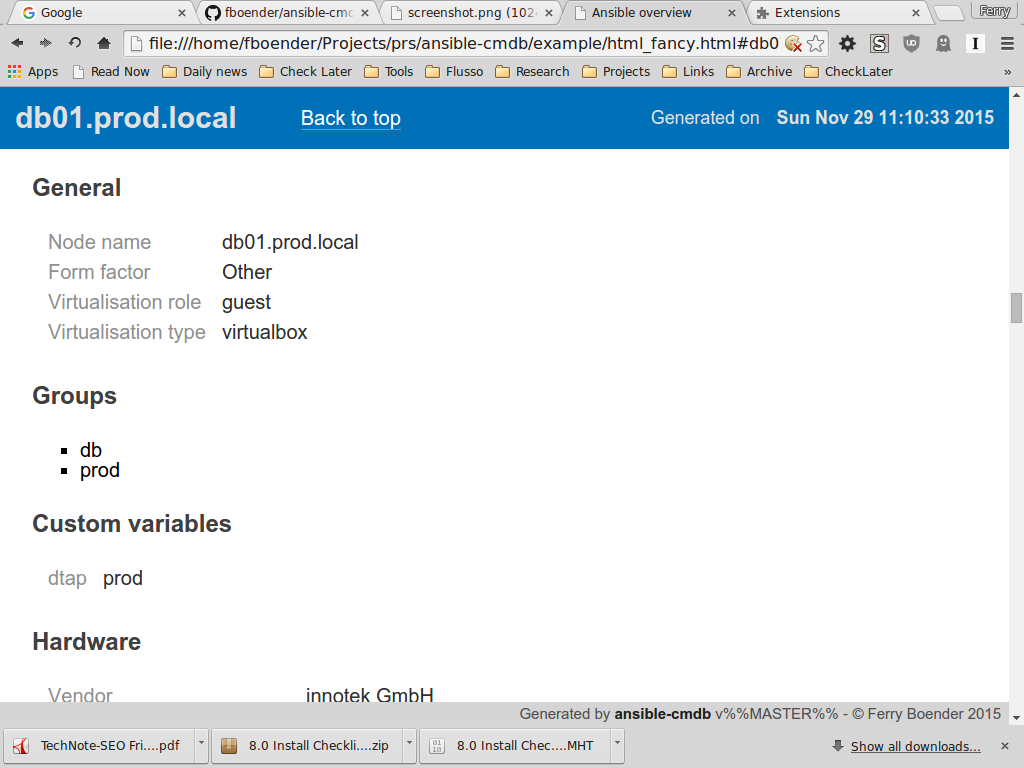 Google fboender/ansible-cmd screenshot.png (102 Ansible overview Extensions Ferry
file:///home/fboender/Projects/prs/ansible-cmdb/example/html_fancy.html#db0 S I
Apps Read Now Daily news Check Later Tools Flusso Research Projects Links Archive CheckLater »
db01.prod.local Back to top Generated on Sun Nov 29 11:10:33 2015
General
Node name db01.prod.local
Form factor Other
Virtualisation role guest
Virtualisation type virtualbox
Groups
db
prod
Custom variables
dtap prod
Hardware
Vendor innotek GmbH
Generated by ansible-cmdb v%%MASTER%% - © Ferry Boender 2015
TechNote-SEO Fri....pdf 8.0 Install Checkli....zip 8.0 Install Chec....MHT Show all downloads...